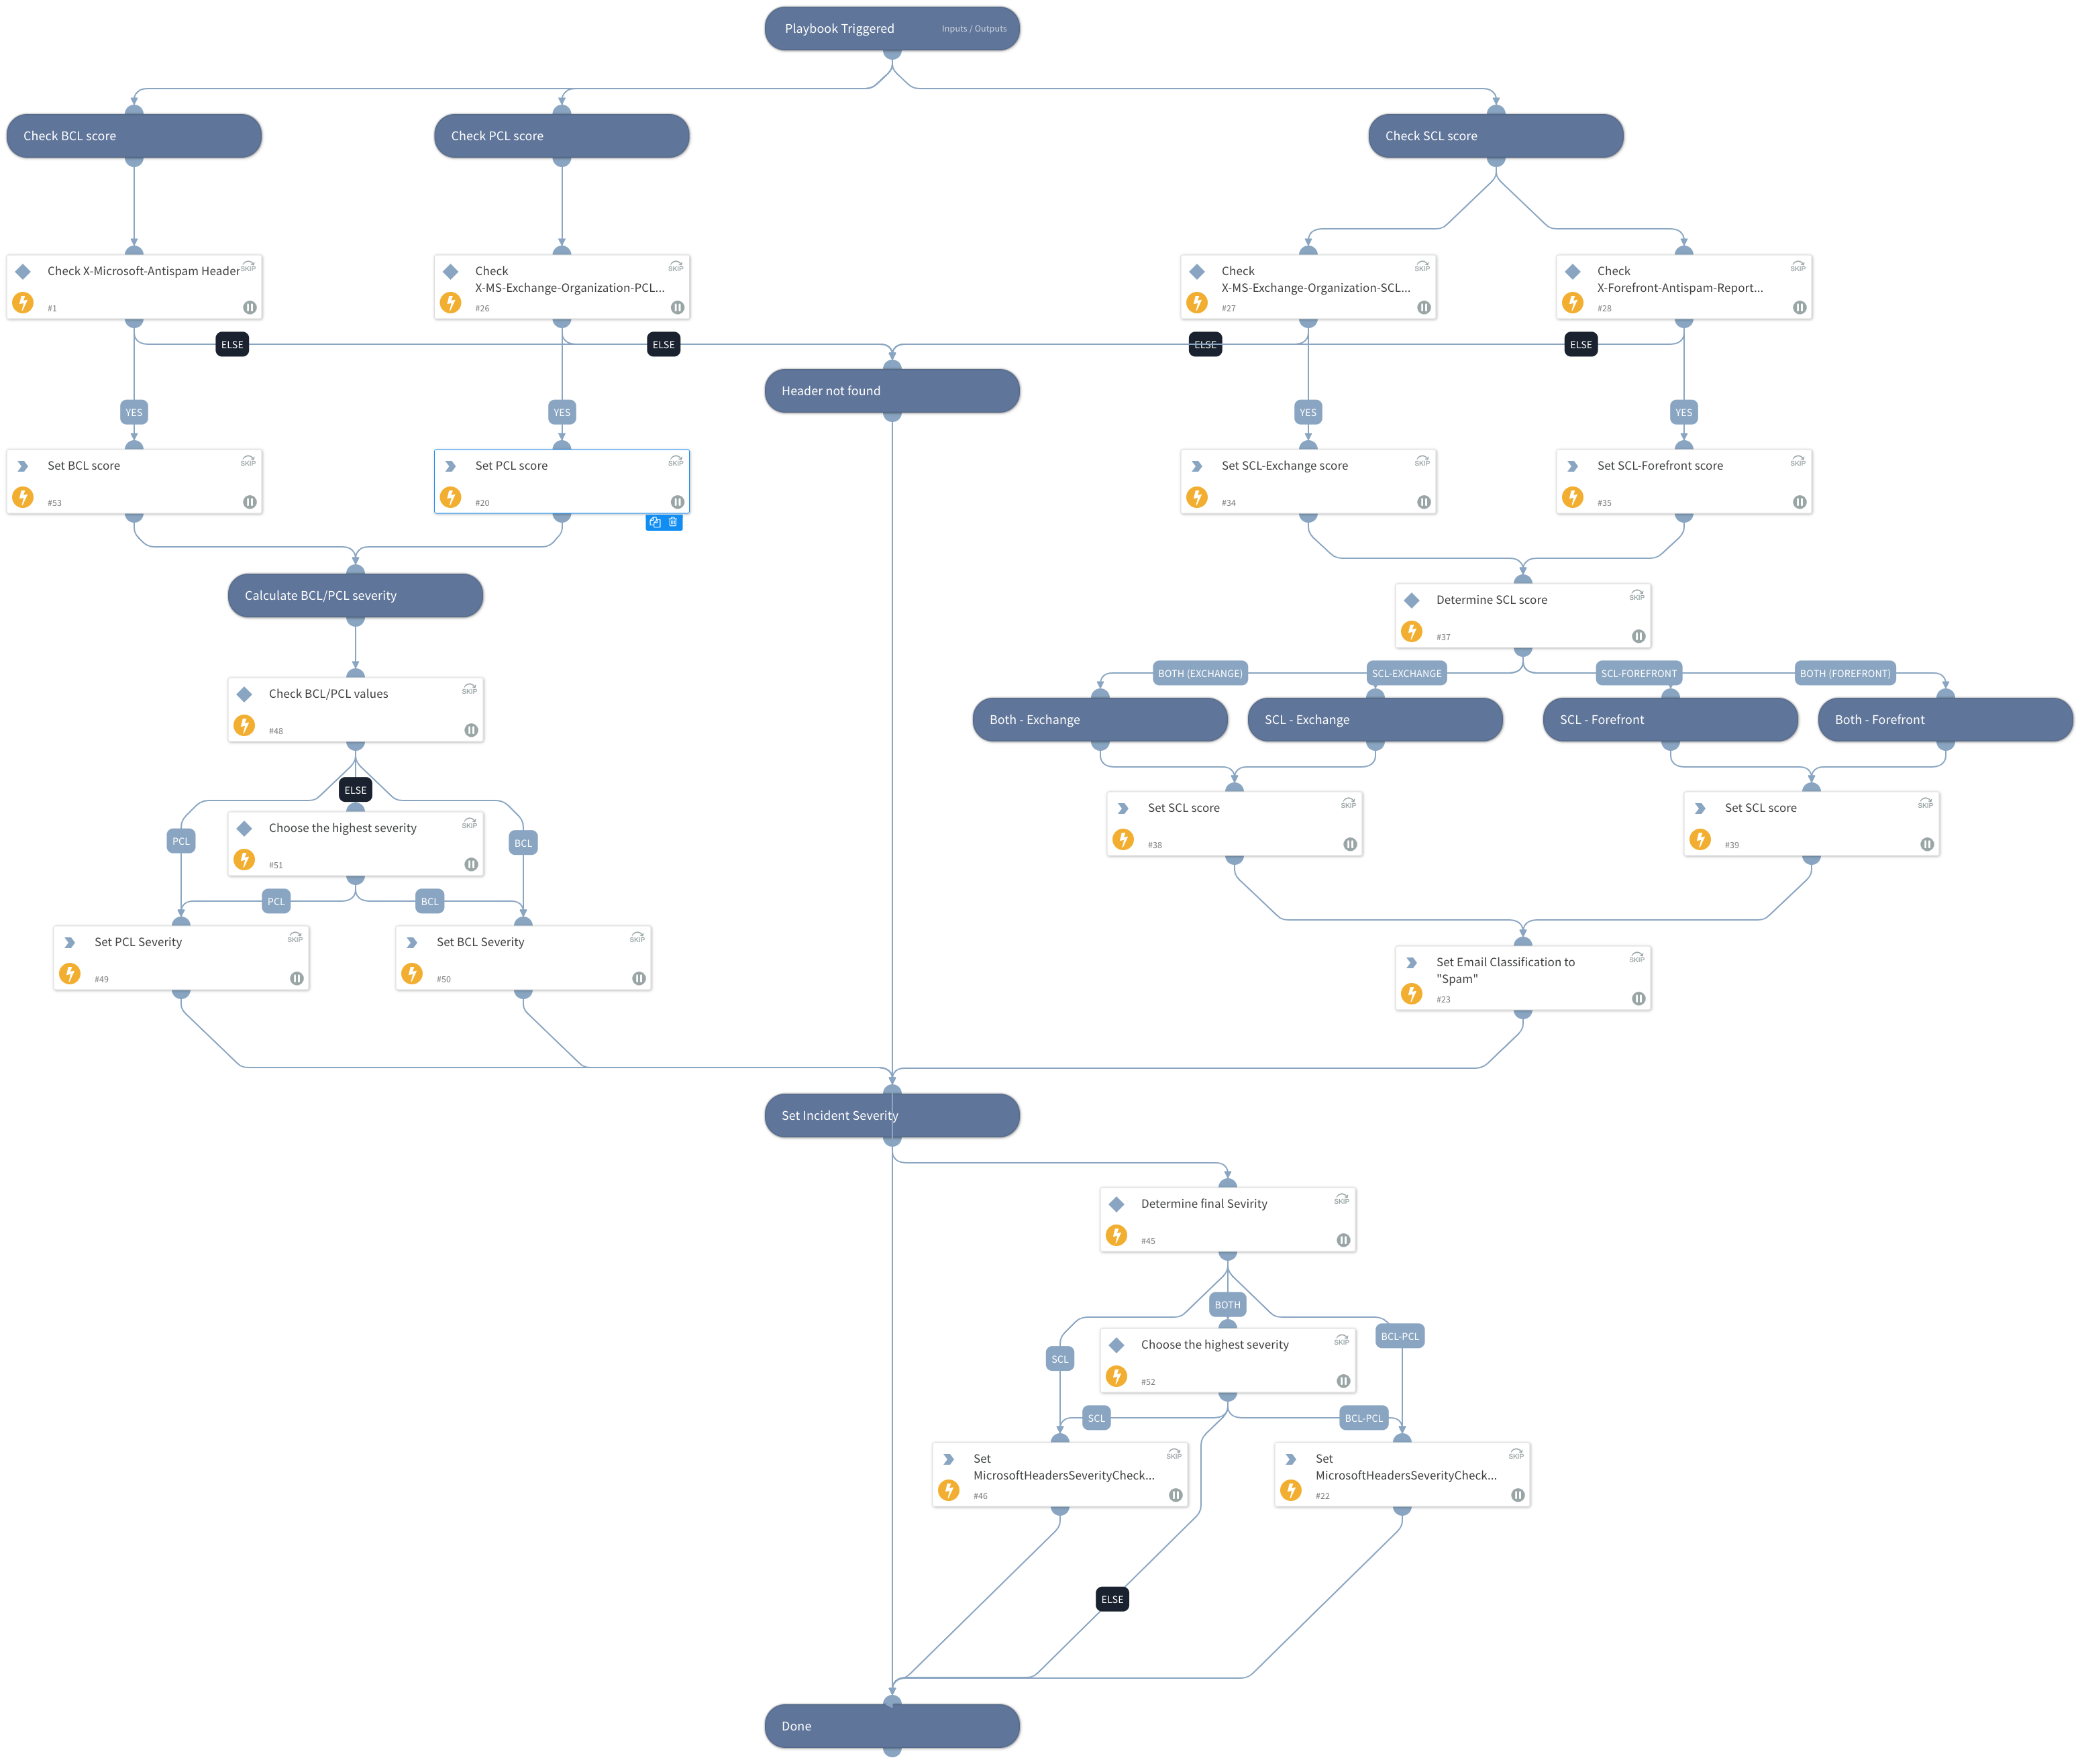 Playbook Triggered
Inputs / Outputs
Check BCL score
Check PCL score
Check SCL score
Check X-Microsoft-Antispam Header
SKIP
#1
Check
X-MS-Exchange-Organization-PCL...
SKIP
#26
Check
X-MS-Exchange-Organization-SCL...
SKIP
#27
Check
X-Forefront-Antispam-Report...
SKIP
#28
ELSE
ELSE
ELSE
ELSE
Header not found
YES
YES
YES
YES
Set BCL score
SKIP
#53
Set PCL score
SKIP
#20
Set SCL-Exchange score
SKIP
#34
Set SCL-Forefront score
SKIP
#35
Calculate BCL/PCL severity
Determine SCL score
SKIP
#37
BOTH (EXCHANGE)
SCL-EXCHANGE
SCL-FOREFRONT
BOTH (FOREFRONT)
Check BCL/PCL values
SKIP
#48
Both - Exchange
SCL - Exchange
SCL - Forefront
Both - Forefront
ELSE
Set SCL score
SKIP
#38
Set SCL score
SKIP
#39
PCL
Choose the highest severity
SKIP
#51
BCL
PCL
BCL
Set PCL Severity
SKIP
#49
Set BCL Severity
SKIP
#50
Set Email Classification to
"Spam"
SKIP
#23
Set Incident Severity
Determine final Sevirity
SKIP
#45
BOTH
BCL-PCL
SCL
Choose the highest severity
SKIP
#52
SCL
BCL-PCL
Set
MicrosoftHeadersSeverityCheck...
SKIP
#46
Set
MicrosoftHeadersSeverityCheck...
SKIP
#22
ELSE
Done